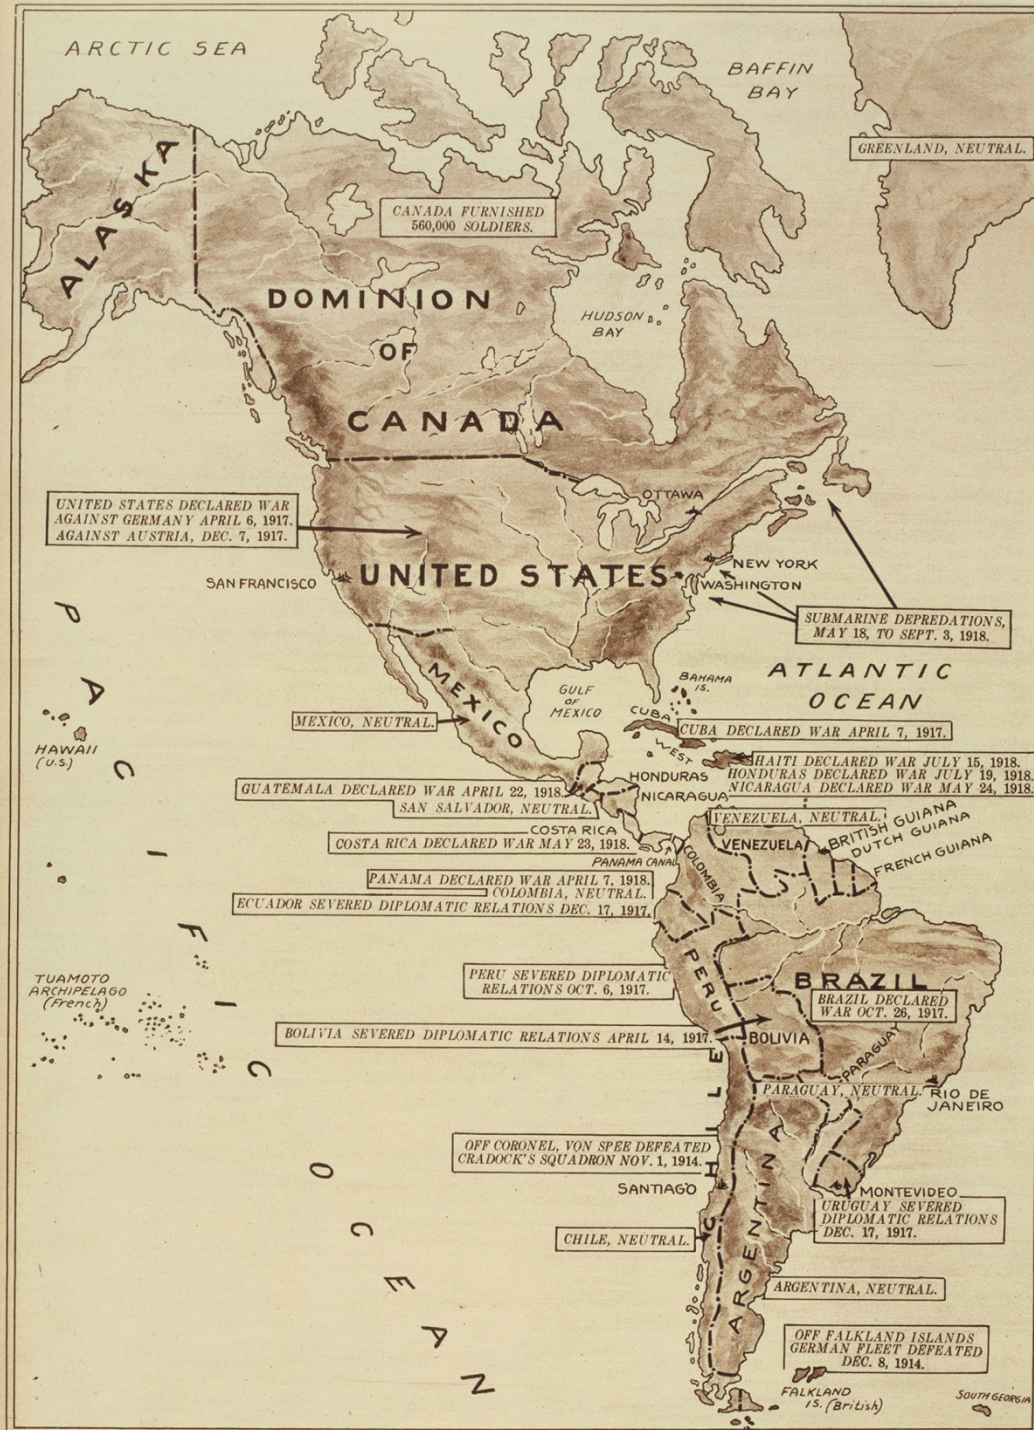 ARCTIC SEA
BAFFIN
BAY
GREENLAND, NEUTRAL.
ALASKA
CANADA FURNISHED
560,000 SOLDIERS.
DOMINION
OF
CANADA
HUDSON
BAY
OTTAWA
UNITED STATES DECLARED WAR
AGAINST GERMANY APRIL 6, 1917.
AGAINST AUSTRIA, DEC. 7, 1917.
SAN FRANCISCO
UNITED STATES
NEW YORK
WASHINGTON
SUBMARINE DEPREDATIONS,
MAY 18, TO SEPT. 3, 1918.
ATLANTIC
OCEAN
PACIFIC
OCEAN
MEXICO
MEXICO, NEUTRAL.
GULF
OF
MEXICO
BAHAMA
IS.
CUBA
CUBA DECLARED WAR APRIL 7, 1917.
WEST
HAWAII
(U.S.)
HAITI DECLARED WAR JULY 15, 1918.
HONDURAS DECLARED WAR JULY 19, 1918.
NICARAGUA DECLARED WAR MAY 24, 1918.
HONDURAS
NICARAGUA
GUATEMALA DECLARED WAR APRIL 22, 1918.
SAN SALVADOR, NEUTRAL.
COSTA RICA
COSTA RICA DECLARED WAR MAY 23, 1918.
PANAMA CANAL
VENEZUELA, NEUTRAL.
VENEZUELA
BRITISH GUIANA
DUTCH GUIANA
FRENCH GUIANA
COLOMBIA
PANAMA DECLARED WAR APRIL 7, 1918.
COLOMBIA, NEUTRAL.
ECUADOR SEVERED DIPLOMATIC RELATIONS DEC. 17, 1917.
TUAMOTO
ARCHIPELAGO
(French)
PERU
PERU SEVERED DIPLOMATIC
RELATIONS OCT. 6, 1917.
BRAZIL
BRAZIL DECLARED
WAR OCT. 26, 1917.
BOLIVIA SEVERED DIPLOMATIC RELATIONS APRIL 14, 1917.
BOLIVIA
PARAGUAY
PARAGUAY, NEUTRAL.
RIO DE
JANEIRO
CHILE
OFF CORONEL, VON SPEE DEFEATED
CRADOCK'S SQUADRON NOV. 1, 1914.
SANTIAGO
ARGENTINA
MONTEVIDEO
URUGUAY SEVERED
DIPLOMATIC RELATIONS
DEC. 17, 1917.
CHILE, NEUTRAL.
ARGENTINA, NEUTRAL.
OFF FALKLAND ISLANDS
GERMAN FLEET DEFEATED
DEC. 8, 1914.
FALKLAND
IS. (British)
SOUTH GEORGIA